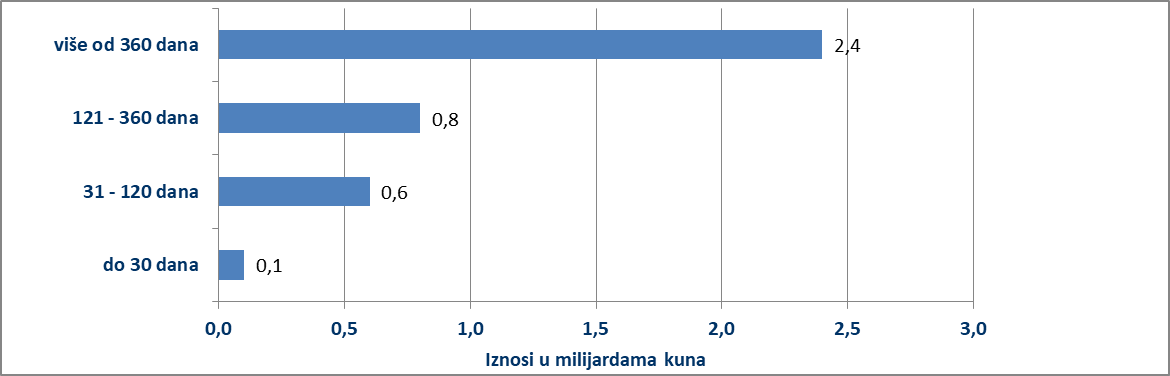 više od 360 dana
2,4
121 - 360 dana
0,8
31 - 120 dana
0,6
do 30 dana
0,1
0,0 0,5 1,0 1,5 2,0 2,5 3,0
Iznosi u milijardama kuna